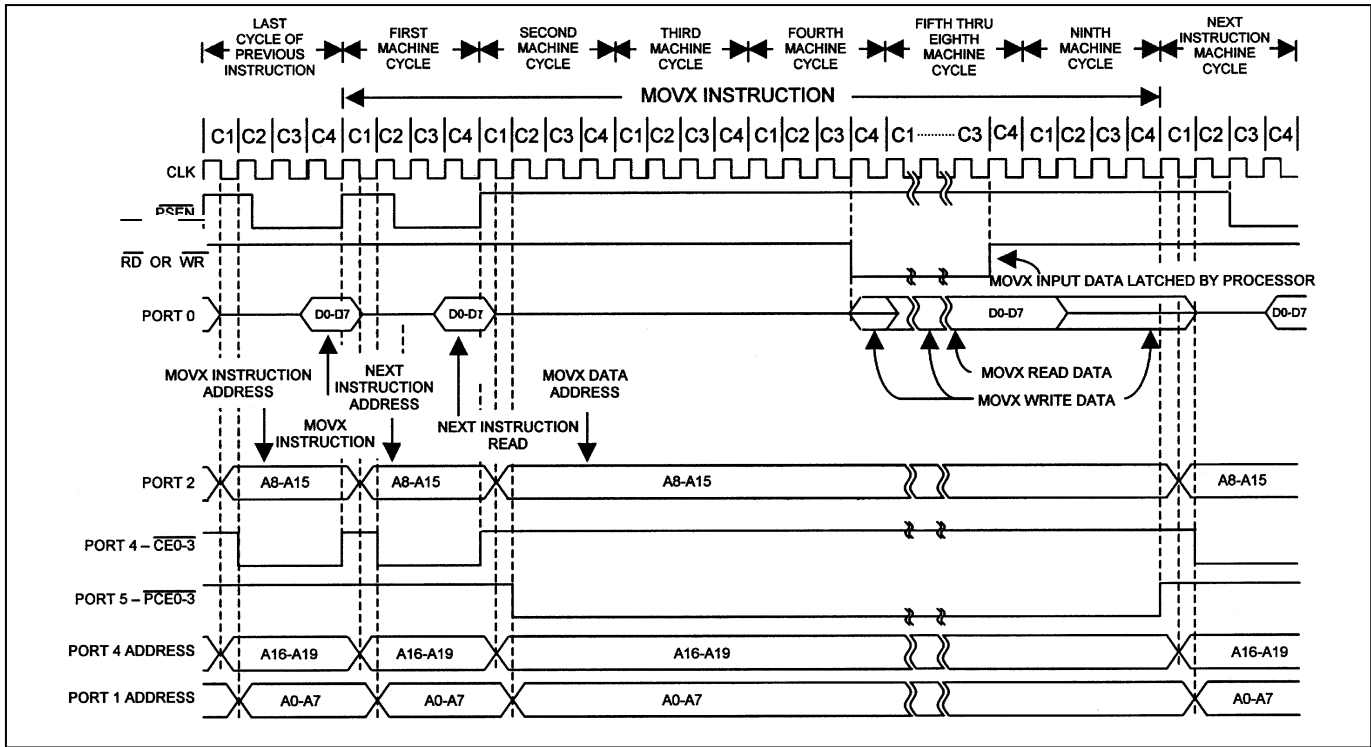 LAST CYCLE OF PREVIOUS INSTRUCTION
FIRST MACHINE CYCLE
SECOND MACHINE CYCLE
THIRD MACHINE CYCLE
FOURTH MACHINE CYCLE
FIFTH THRU EIGHTH MACHINE CYCLE
NINTH MACHINE CYCLE
NEXT INSTRUCTION MACHINE CYCLE
MOVX INSTRUCTION
C1 C2 C3 C4 C1 C2 C3 C4 C1 C2 C3 C4 C1 C2 C3 C4 C1 C2 C3 C4 C1 ......... C3 C4 C1 C2 C3 C4 C1 C2 C3 C4
CLK
PSEN
RD OR WR
MOVX INPUT DATA LATCHED BY PROCESSOR
PORT 0
D0-D7
D0-D7
D0-D7
D0-D7
MOVX INSTRUCTION ADDRESS
NEXT INSTRUCTION ADDRESS
MOVX DATA ADDRESS
MOVX READ DATA
MOVX WRITE DATA
MOVX INSTRUCTION
NEXT INSTRUCTION READ
PORT 2
A8-A15
A8-A15
A8-A15
A8-A15
PORT 4 – CE0-3
PORT 5 – PCE0-3
PORT 4 ADDRESS
A16-A19
A16-A19
A16-A19
A16-A19
PORT 1 ADDRESS
A0-A7
A0-A7
A0-A7
A0-A7